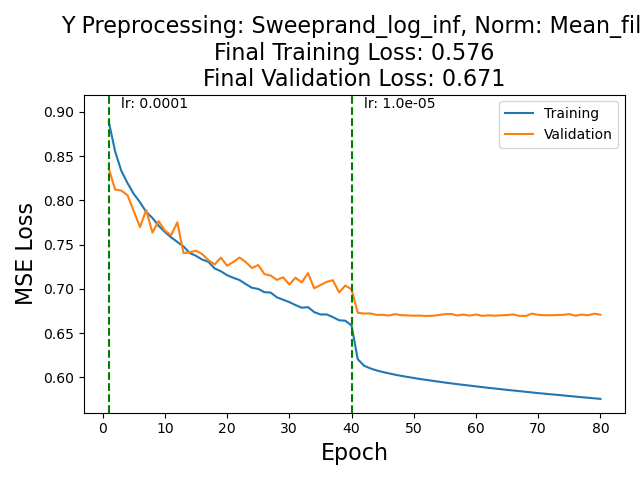 Y Preprocessing: Sweeprand_log_inf, Norm: Mean_fil
Final Training Loss: 0.576
Final Validation Loss: 0.671
lr: 0.0001
lr: 1.0e-05
Training
Validation
MSE Loss
0.90
0.85
0.80
0.75
0.70
0.65
0.60
0 10 20 30 40 50 60 70 80
Epoch